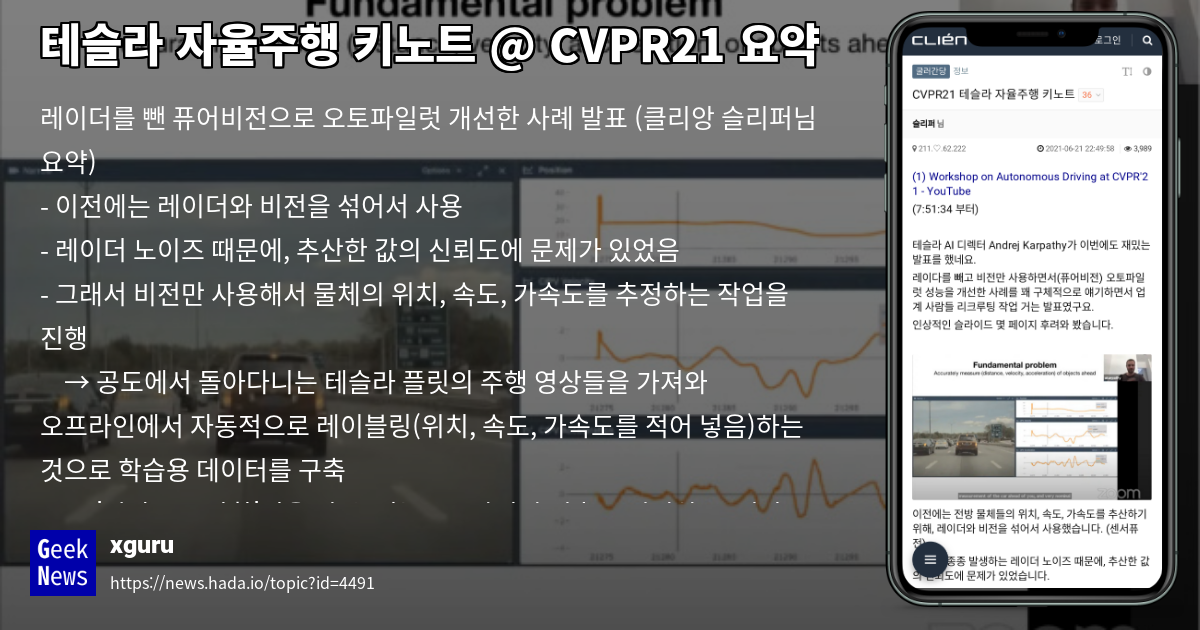 테슬라 자율주행 키노트 @ CVPR21 요약
레이더를 뺀 퓨어비전으로 오토파일럿 개선한 사례 발표 (클리앙 슬리퍼님
요약)
- 이전에는 레이더와 비전을 섞어서 사용
- 레이더 노이즈 때문에, 추산한 값의 신뢰도에 문제가 있었음
- 그래서 비전만 사용해서 물체의 위치, 속도, 가속도를 추정하는 작업을
진행
→ 공도에서 돌아다니는 테슬라 플릿의 주행 영상들을 가져와
오프라인에서 자동적으로 레이블링(위치, 속도, 가속도를 적어 넣음)하는
것으로 학습용 데이터를 구축
Geek
News
xguru
https://news.hada.io/topic?id=4491
Fundamental problem
Options
Position
CLIEN
로그인
굴러간당 정보
CVPR21 테슬라 자율주행 키노트 36
슬리퍼 님
211.♡.62.222
2021-06-21 22:49:58
3,989
(1) Workshop on Autonomous Driving at CVPR'2
1 - YouTube
(7:51:34 부터)
테슬라 AI 디렉터 Andrej Karpathy가 이번에도 재밌는
발표를 했네요.
레이다를 빼고 비전만 사용하면서(퓨어비전) 오토파일
럿 성능을 개선한 사례를 꽤 구체적으로 얘기하면서 업
계 사람들 리크루팅 작업 거는 발표였구요.
인상적인 슬라이드 몇 페이지 후려와 봤습니다.
Fundamental problem
Accurately measure (distance, velocity, acceleration) of objects ahead
zoom
이전에는 전방 물체들의 위치, 속도, 가속도를 추산하기
위해, 레이더와 비전을 섞어서 사용했습니다. (센서퓨
전)
종종 발생하는 레이더 노이즈 때문에, 추산한 값
의 신뢰도에 문제가 있었습니다.